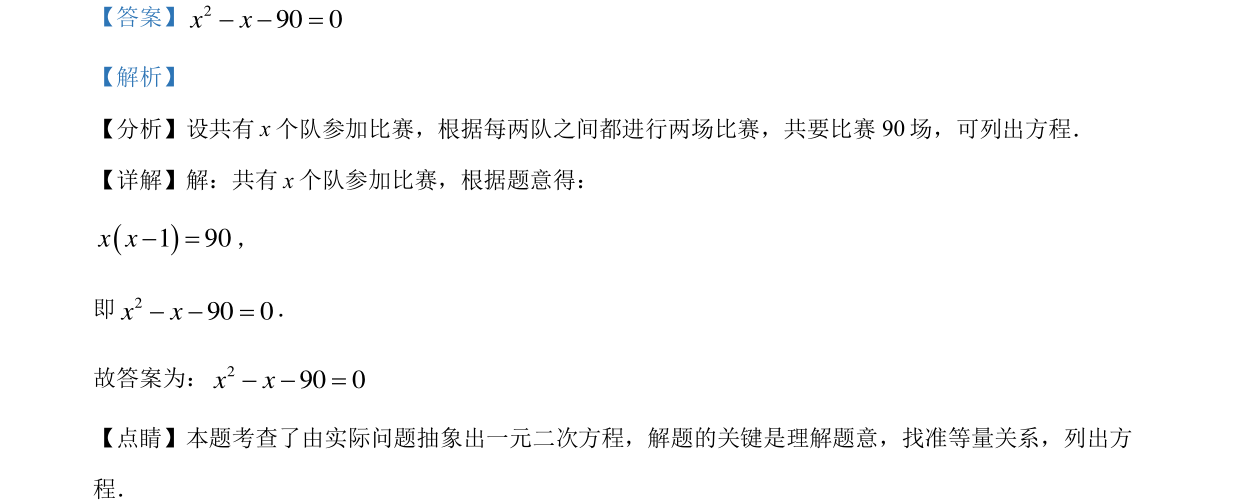 【答案】x² − x − 90 = 0
【解析】
【分析】设共有 x 个队参加比赛，根据每两队之间都进行两场比赛，共要比赛 90 场，可列出方程．
【详解】解：共有 x 个队参加比赛，根据题意得：
x(x−1)=90，
即 x² − x − 90 = 0．
故答案为：x² − x − 90 = 0
【点睛】本题考查了由实际问题抽象出一元二次方程，解题的关键是理解题意，找准等量关系，列出方
程．